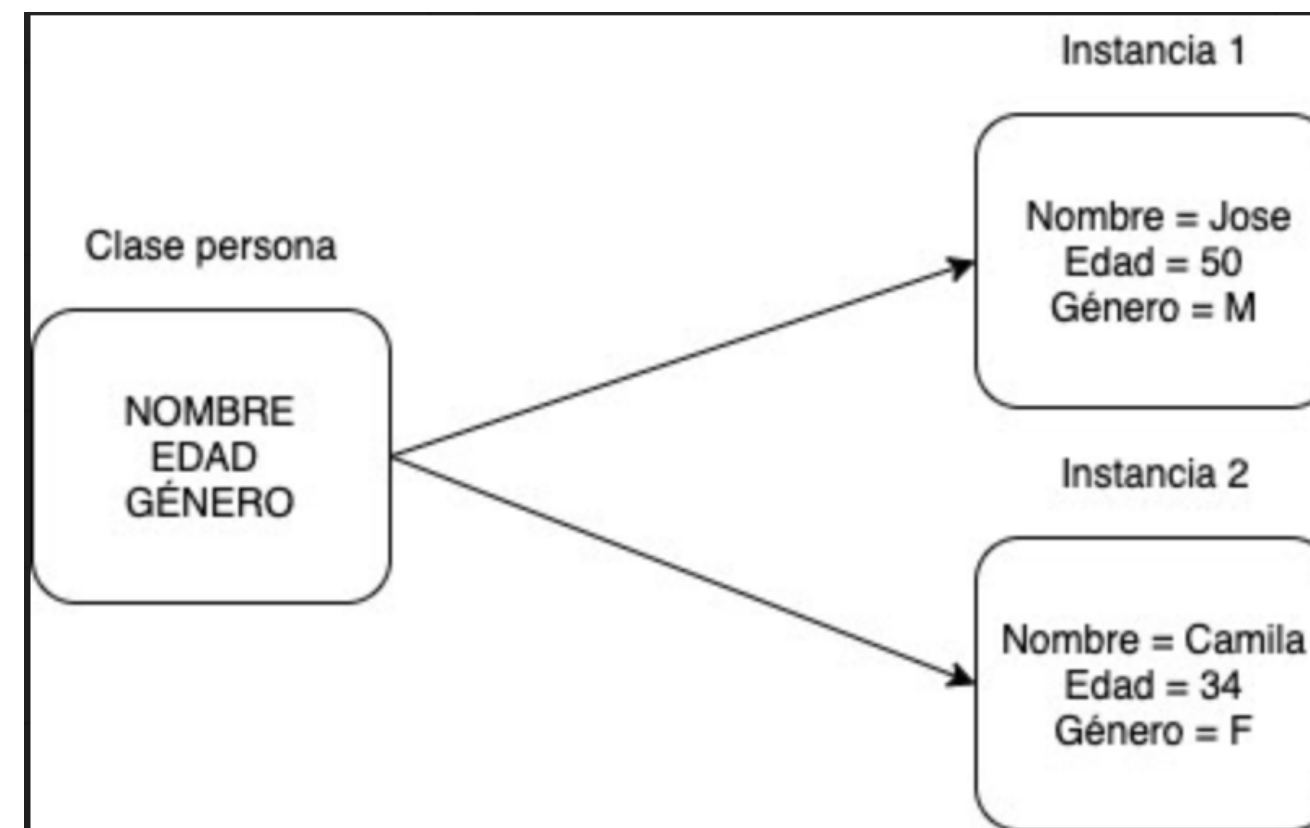 Clase persona
NOMBRE
EDAD
GÉNERO
Instancia 1
Nombre = Jose
Edad = 50
Género = M
Instancia 2
Nombre = Camila
Edad = 34
Género = F